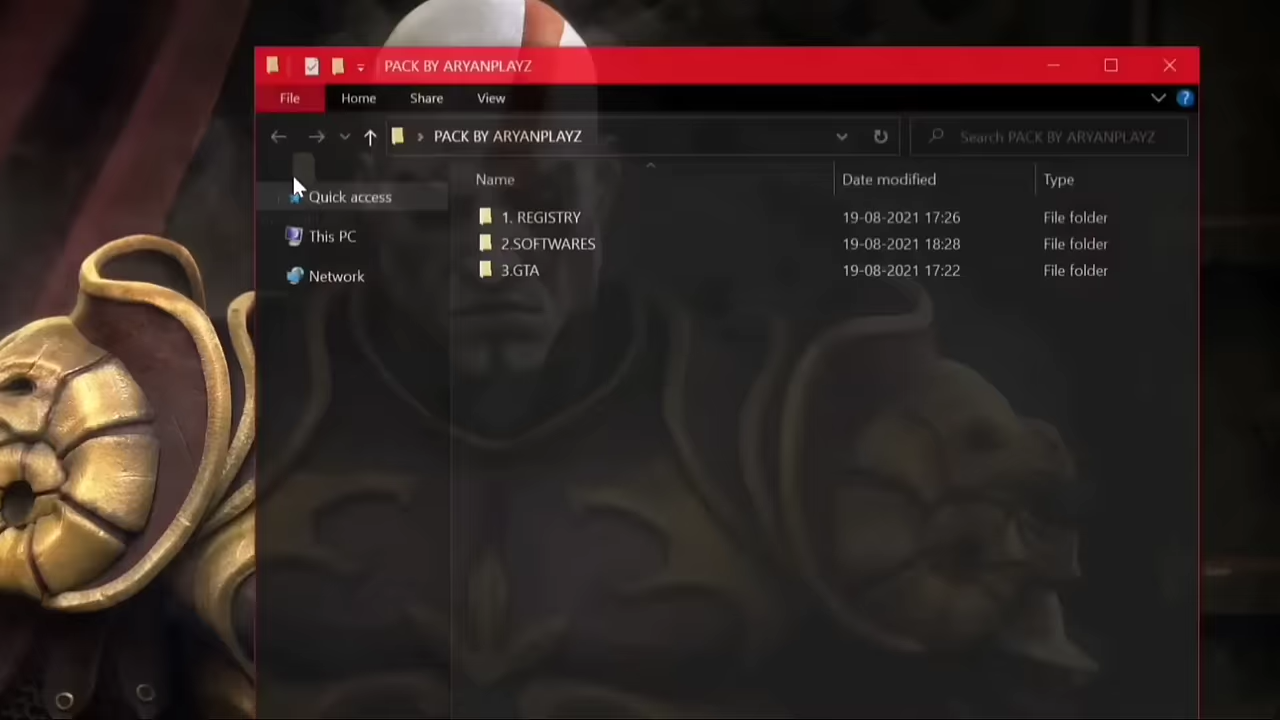 PACK BY ARYANPLAYZ
File Home Share View
PACK BY ARYANPLAYZ Search PACK BY ARYANPLAYZ
Name Date modified Type
Quick access
This PC
Network
1. REGISTRY 19-08-2021 17:26 File folder
2.SOFTWARES 19-08-2021 18:28 File folder
3.GTA 19-08-2021 17:22 File folder